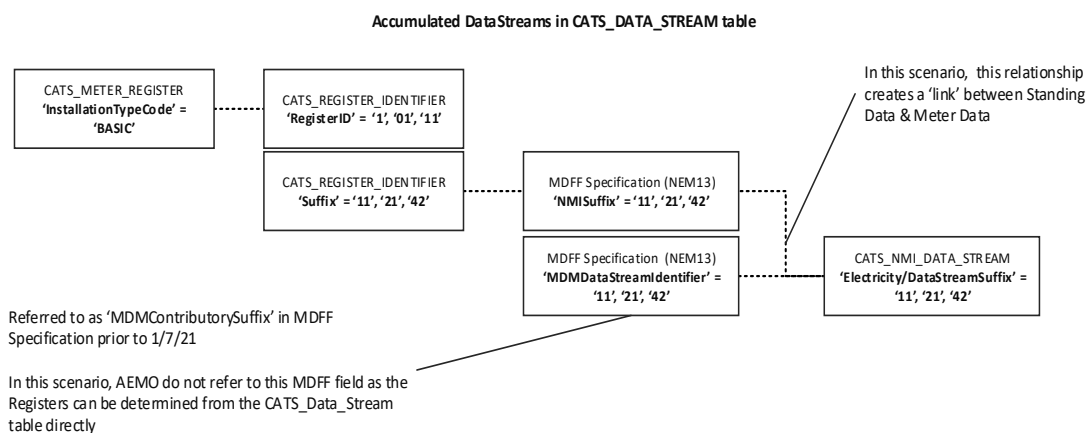 Accumulated DataStreams in CATS_DATA_STREAM table
CATS_METER_REGISTER
‘InstallationTypeCode’ =
‘BASIC’
CATS_REGISTER_IDENTIFIER
‘RegisterID’ = ‘1’, ‘01’, ‘11’
In this scenario, this relationship
creates a ‘link’ between Standing
Data & Meter Data
CATS_REGISTER_IDENTIFIER
‘Suffix’ = ‘11’, ‘21’, ‘42’
MDFF Specification (NEM13)
‘NMISuffix’ = ‘11’, ‘21’, ‘42’
MDFF Specification (NEM13)
‘MDMDataStreamIdentifier’ =
‘11’, ‘21’, ‘42’
CATS_NMI_DATA_STREAM
‘Electricity/DataStreamSuffix’ =
‘11’, ‘21’, ‘42’
Referred to as ‘MDMContributorySuffix’ in MDFF
Specification prior to 1/7/21
In this scenario, AEMO do not refer to this MDFF field as the
Registers can be determined from the CATS_Data_Stream
table directly